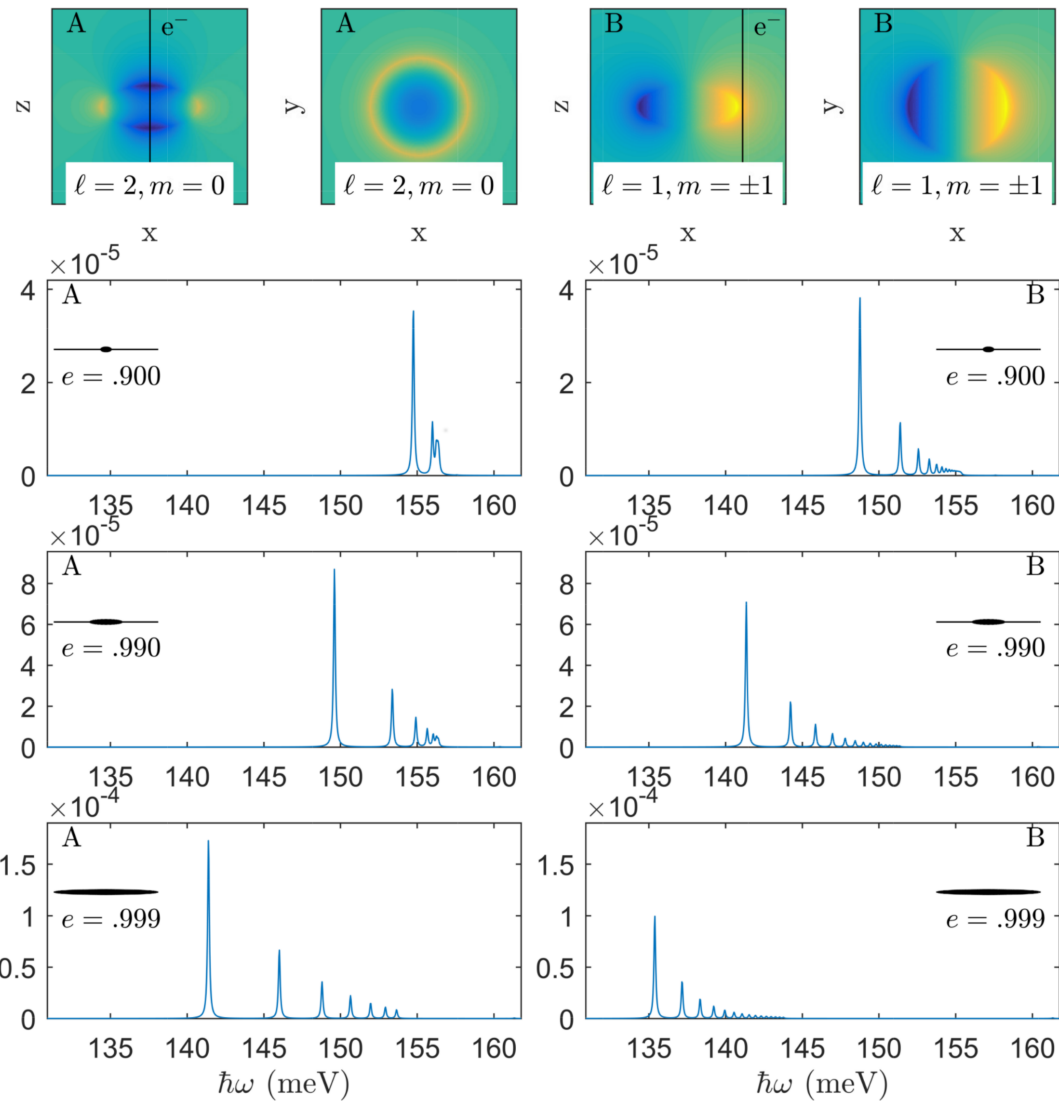 A e⁻ A B e⁻ B
z y z y
ℓ = 2, m = 0 ℓ = 2, m = 0 ℓ = 1, m = ±1 ℓ = 1, m = ±1
x x x x
×10⁻⁵ ×10⁻⁵
4 A 4 B
e = .900 e = .900
2 2
0 0
135 140 145 150 155 160 135 140 145 150 155 160
×10⁻⁵ ×10⁻⁵
A B
8 8
6 6
e = .990 e = .990
4 4
2 2
0 0
135 140 145 150 155 160 135 140 145 150 155 160
×10⁻⁴ ×10⁻⁴
A B
1.5 1.5
e = .999 e = .999
1 1
0.5 0.5
0 0
135 140 145 150 155 160 135 140 145 150 155 160
ℏω (meV) ℏω (meV)